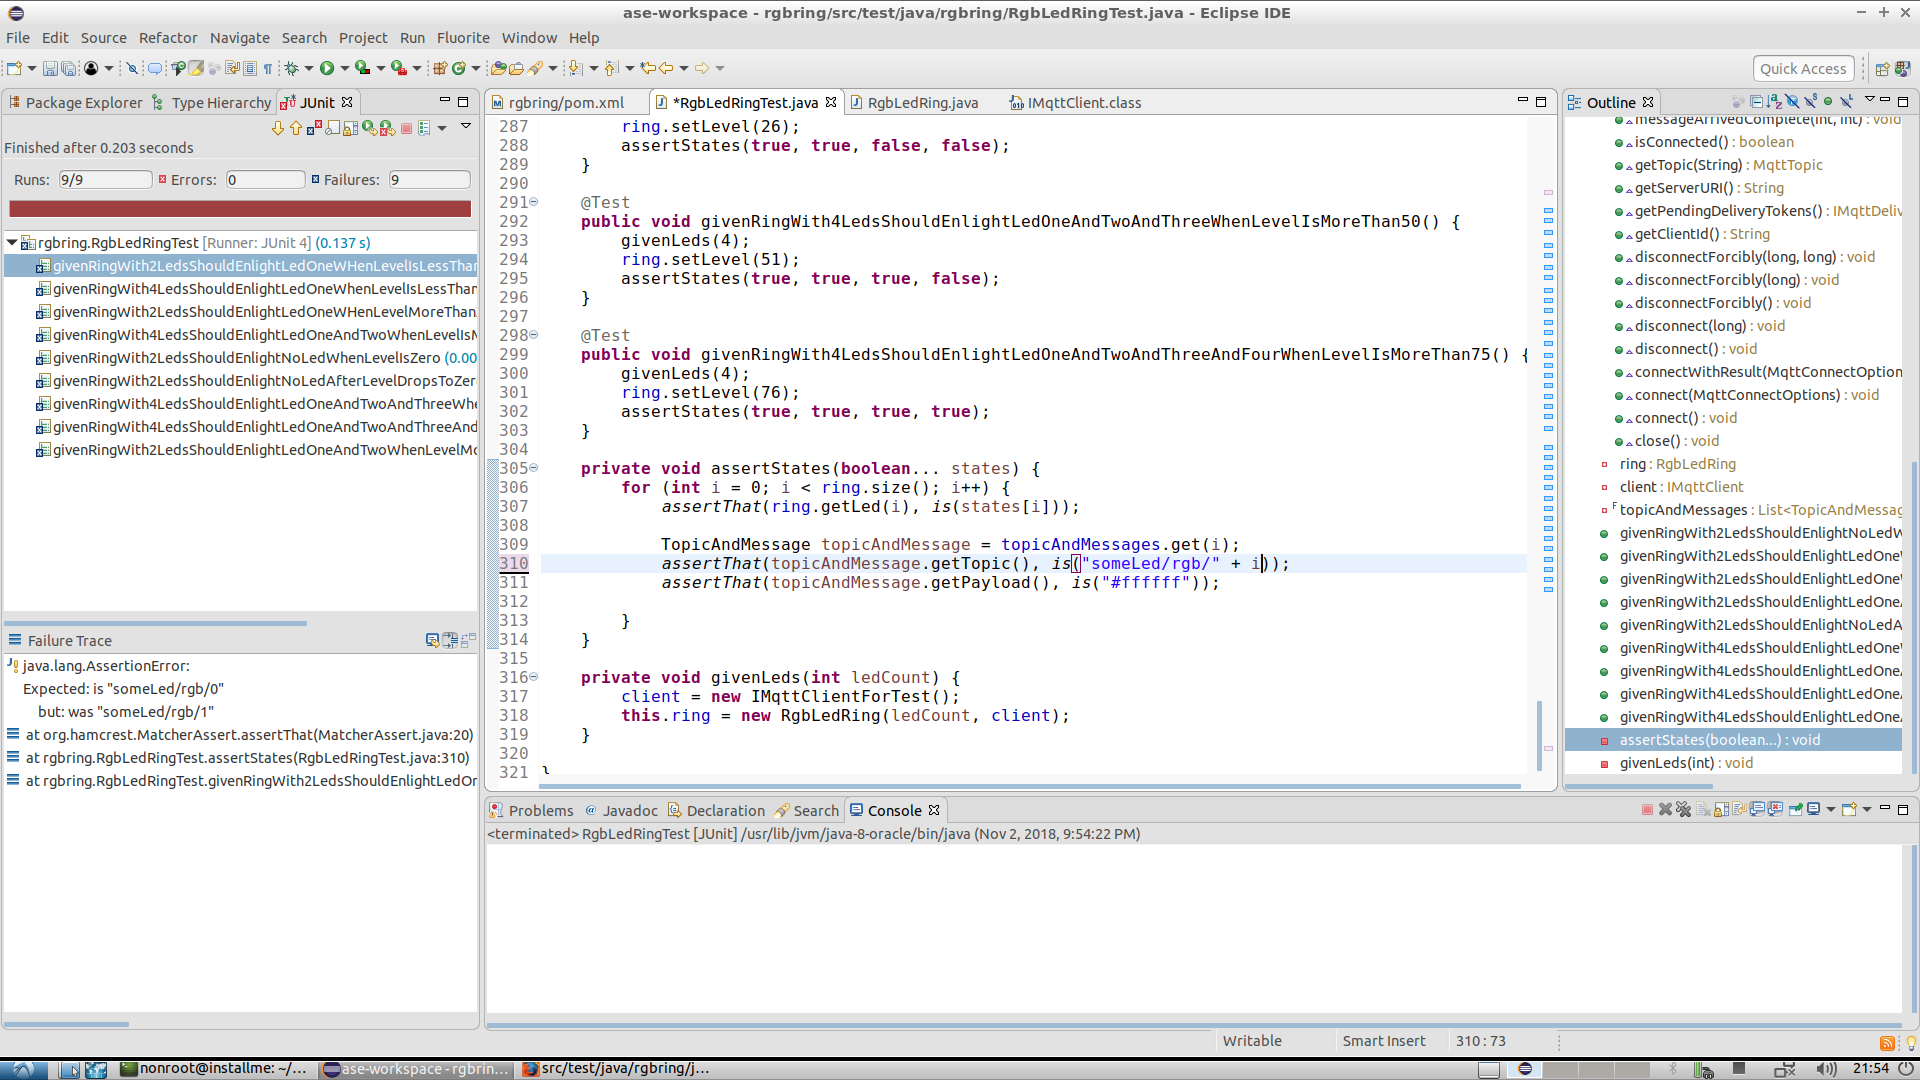 ase-workspace - rgbring/src/test/java/rgbring/RgbLedRingTest.java - Eclipse IDE
File Edit Source Refactor Navigate Search Project Run Fluorite Window Help
Quick Access
Package Explorer Type Hierarchy JUnit
Finished after 0.203 seconds
Runs: 9/9 Errors: 0 Failures: 9
rgbring.RgbLedRingTest [Runner: JUnit 4] (0.137 s)
givenRingWith2LedsShouldEnlightLedOneWHenLevelIsLessThan
givenRingWith4LedsShouldEnlightLedOneWhenLevelIsLessThan
givenRingWith2LedsShouldEnlightLedOneWHenLevelMoreThan
givenRingWith4LedsShouldEnlightLedOneAndTwoWhenLevelIsM
givenRingWith2LedsShouldEnlightNoLedWhenLevelIsZero (0.00
givenRingWith2LedsShouldEnlightNoLedAfterLevelDropsToZer
givenRingWith4LedsShouldEnlightLedOneAndTwoAndThreeWhe
givenRingWith4LedsShouldEnlightLedOneAndTwoAndThreeAnd
givenRingWith2LedsShouldEnlightLedOneAndTwoWhenLevelMo
Failure Trace
java.lang.AssertionError:
Expected: is "someLed/rgb/0"
but: was "someLed/rgb/1"
at org.hamcrest.MatcherAssert.assertThat(MatcherAssert.java:20)
at rgbring.RgbLedRingTest.assertStates(RgbLedRingTest.java:310)
at rgbring.RgbLedRingTest.givenRingWith2LedsShouldEnlightLedOn
rgbring/pom.xml *RgbLedRingTest.java RgbLedRing.java IMqttClient.class
287 ring.setLevel(26);
288 assertStates(true, true, false, false);
289 }
290
291 @Test
292 public void givenRingWith4LedsShouldEnlightLedOneAndTwoAndThreeWhenLevelIsMoreThan50() {
293 givenLeds(4);
294 ring.setLevel(51);
295 assertStates(true, true, true, false);
296 }
297
298 @Test
299 public void givenRingWith4LedsShouldEnlightLedOneAndTwoAndThreeAndFourWhenLevelIsMoreThan75() {
300 givenLeds(4);
301 ring.setLevel(76);
302 assertStates(true, true, true, true);
303 }
304
305 private void assertStates(boolean... states) {
306 for (int i = 0; i < ring.size(); i++) {
307 assertThat(ring.getLed(i), is(states[i]));
308
309 TopicAndMessage topicAndMessage = topicAndMessages.get(i);
310 assertThat(topicAndMessage.getTopic(), is("someLed/rgb/" + i));
311 assertThat(topicAndMessage.getPayload(), is("#ffffff"));
312
313 }
314 }
315
316 private void givenLeds(int ledCount) {
317 client = new IMqttClientForTest();
318 this.ring = new RgbLedRing(ledCount, client);
319 }
320
321 }
Outline
messageArrivedComplete(int, int) : void
isConnected() : boolean
getTopic(String) : MqttTopic
getServerURI() : String
getPendingDeliveryTokens() : IMqttDeliv
getClientId() : String
disconnectForcibly(long, long) : void
disconnectForcibly(long) : void
disconnectForcibly() : void
disconnect(long) : void
disconnect() : void
connectWithResult(MqttConnectOption
connect(MqttConnectOptions) : void
connect() : void
close() : void
ring : RgbLedRing
client : IMqttClient
topicAndMessages : List<TopicAndMessag
givenRingWith2LedsShouldEnlightNoLedW
givenRingWith2LedsShouldEnlightLedOne
givenRingWith2LedsShouldEnlightLedOne
givenRingWith2LedsShouldEnlightLedOne
givenRingWith2LedsShouldEnlightNoLedA
givenRingWith4LedsShouldEnlightLedOne
givenRingWith4LedsShouldEnlightLedOne
givenRingWith4LedsShouldEnlightLedOne
givenRingWith4LedsShouldEnlightLedOne
assertStates(boolean...) : void
givenLeds(int) : void
Problems Javadoc Declaration Search Console
<terminated> RgbLedRingTest [JUnit] /usr/lib/jvm/java-8-oracle/bin/java (Nov 2, 2018, 9:54:22 PM)
Writable Smart Insert 310 : 73
nonroot@installme: ~/... ase-workspace - rgbrin... src/test/java/rgbring/j... 21:54